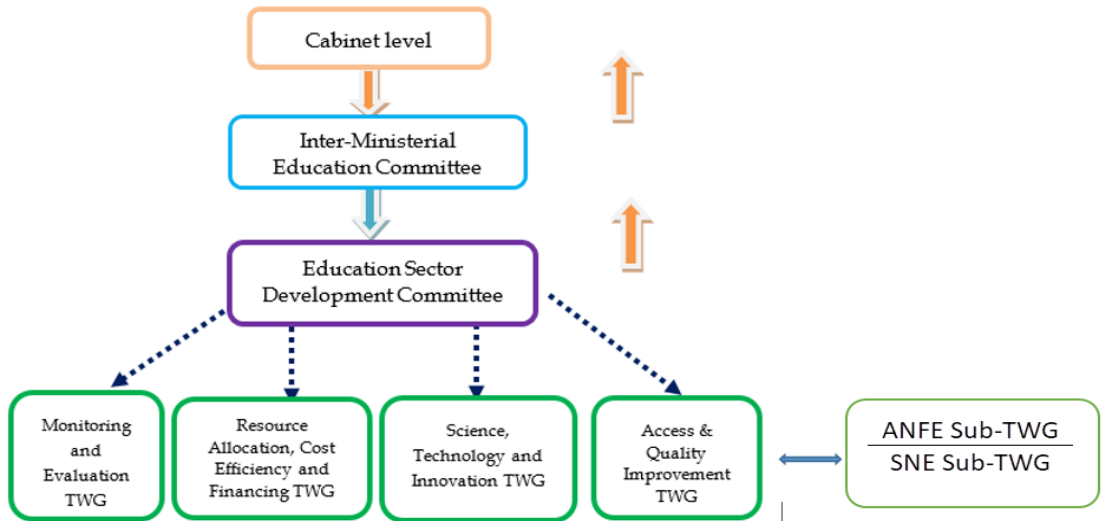 Cabinet level
Inter-Ministerial
Education Committee
Education Sector
Development Committee
Monitoring
and
Evaluation
TWG
Resource
Allocation, Cost
Efficiency and
Financing TWG
Science,
Technology and
Innovation TWG
Access &
Quality
Improvement
TWG
ANFE Sub-TWG
SNE Sub-TWG